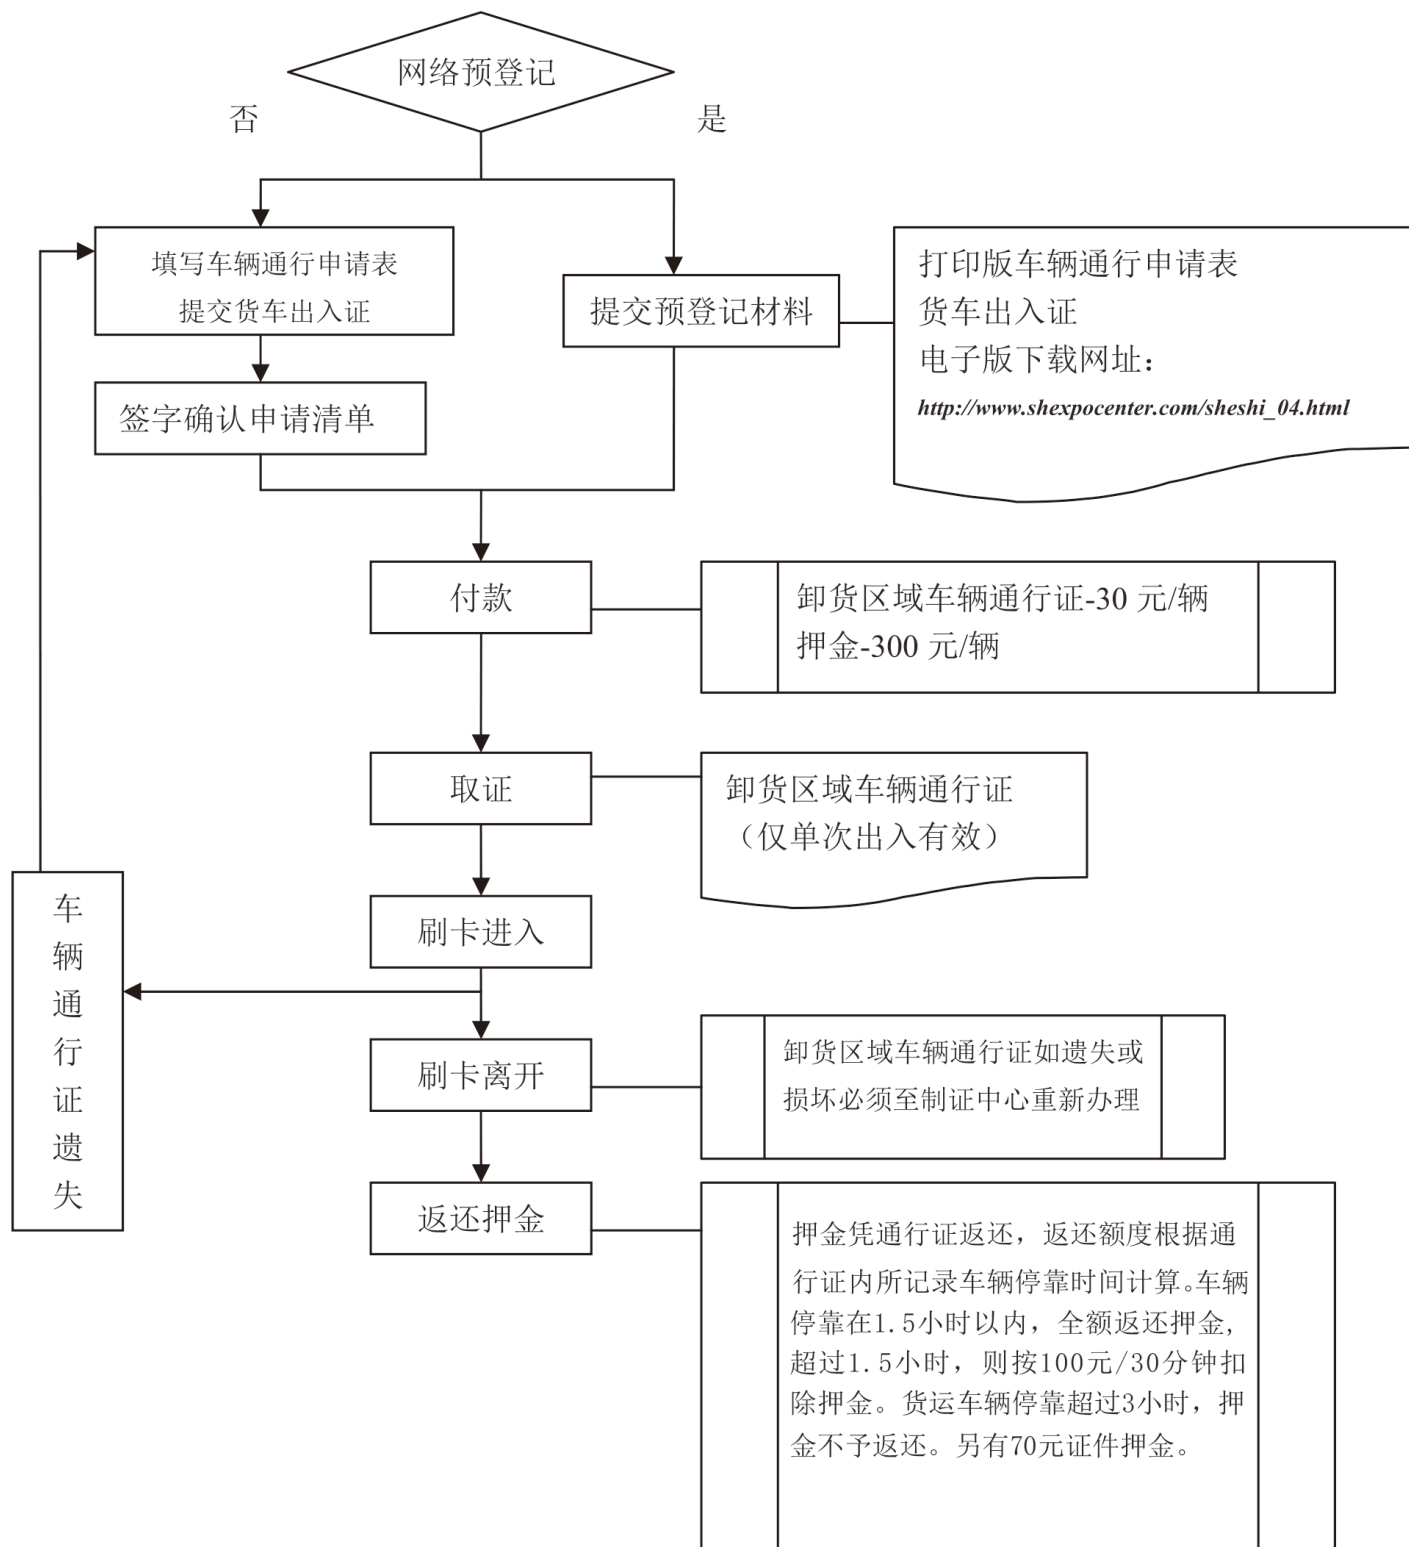 网络预登记
否
是
填写车辆通行申请表
提交货车出入证
提交预登记材料
打印版车辆通行申请表
货车出入证
电子版下载网址：
http://www.shexpocenter.com/sheshi_04.html
签字确认申请清单
付款
卸货区域车辆通行证-30 元/辆
押金-300 元/辆
取证
卸货区域车辆通行证
（仅单次出入有效）
刷卡进入
车辆通行证遗失
刷卡离开
卸货区域车辆通行证如遗失或
损坏必须至制证中心重新办理
返还押金
押金凭通行证返还，返还额度根据通
行证内所记录车辆停靠时间计算。车辆
停靠在1.5小时以内，全额返还押金，
超过1.5小时，则按100元/30分钟扣
除押金。货运车辆停靠超过3小时，押
金不予返还。另有70元证件押金。